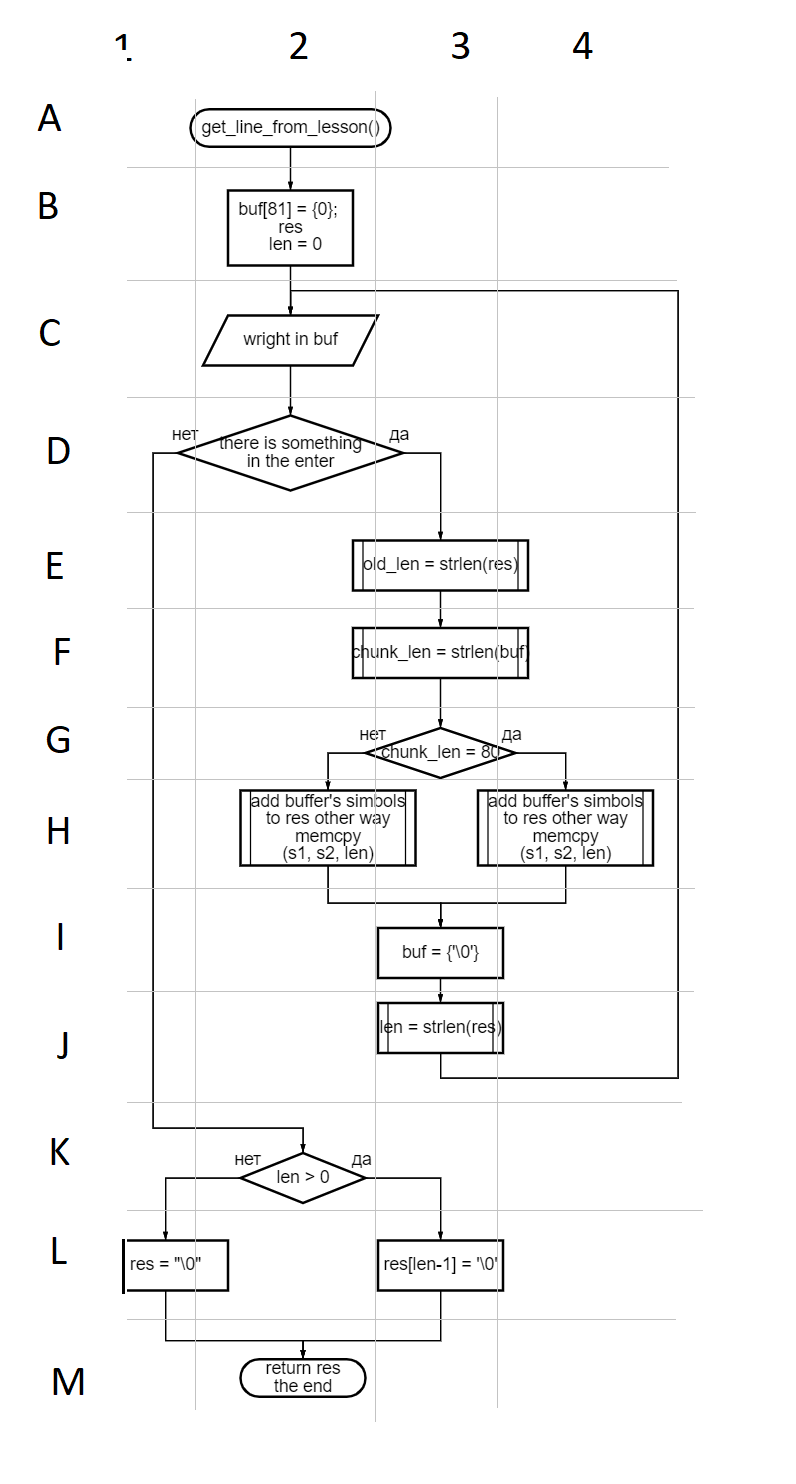 1 2 3 4
A
get_line_from_lesson()
B
buf[81] = {0};
res
len = 0
C
wright in buf
D
нет
да
there is something
in the enter
E
old_len = strlen(res)
F
chunk_len = strlen(buf)
G
нет
да
chunk_len = 80
H
add buffer's simbols
to res other way
memcpy
(s1, s2, len)
add buffer's simbols
to res other way
memcpy
(s1, s2, len)
I
buf = {'\0'}
J
len = strlen(res)
K
нет
да
len > 0
L
res = "\0"
res[len-1] = '\0'
M
return res
the end